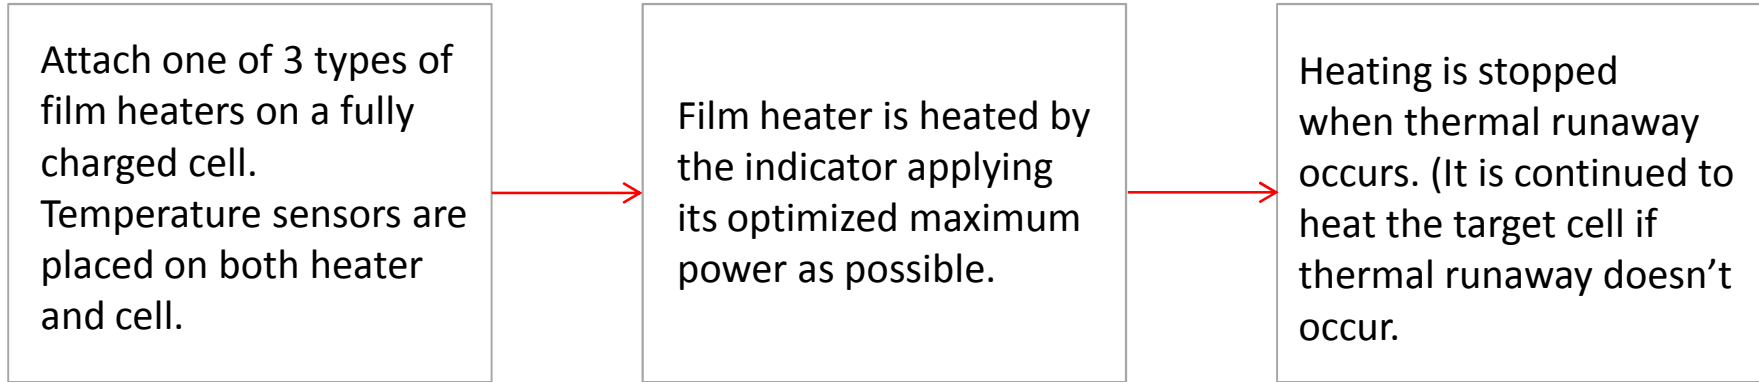 Attach one of 3 types of
film heaters on a fully
charged cell.
Temperature sensors are
placed on both heater
and cell.
Film heater is heated by
the indicator applying
its optimized maximum
power as possible.
Heating is stopped
when thermal runaway
occurs. (It is continued to
heat the target cell if
thermal runaway doesn’t
occur.